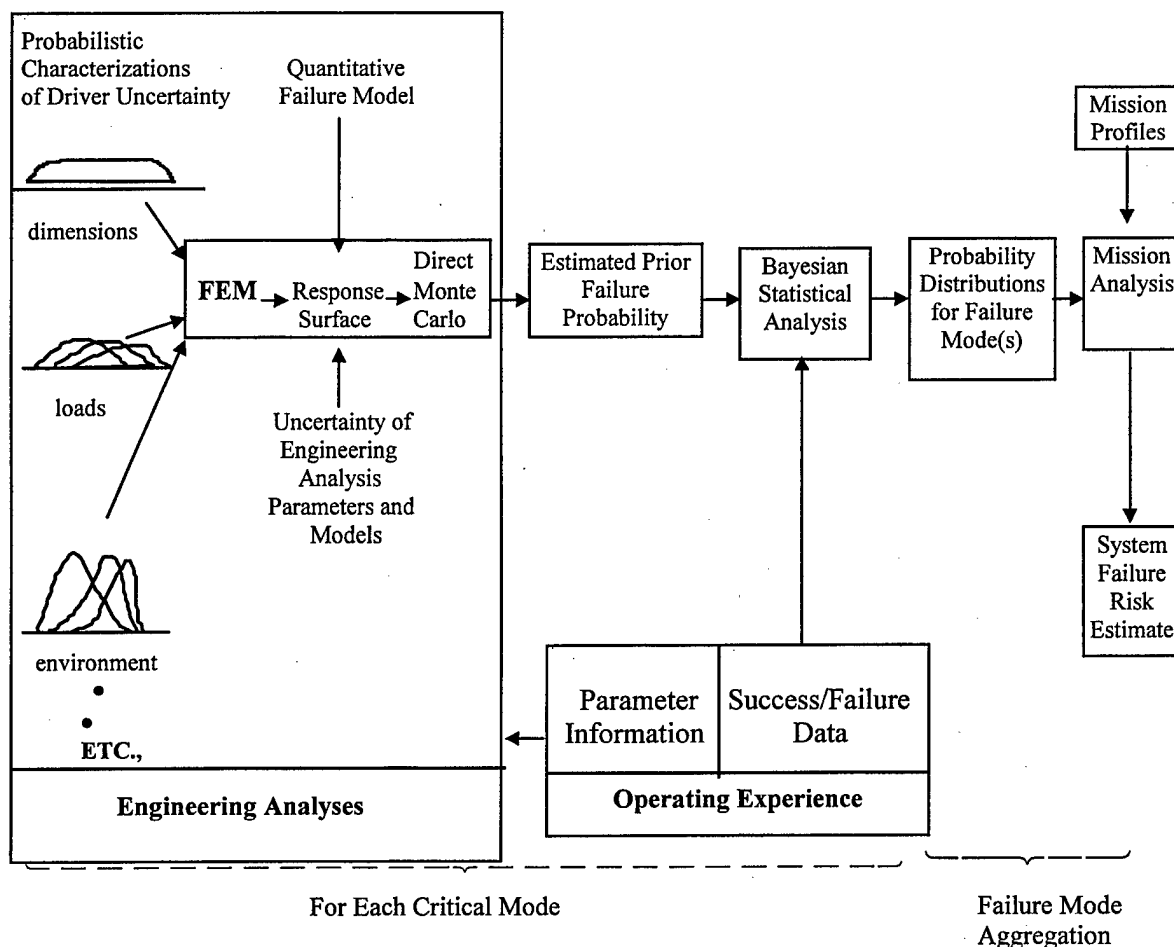 Probabilistic
Characterizations
of Driver Uncertainty
Quantitative
Failure Model
dimensions
loads
environment
ETC.,
FEM
Response
Surface
Direct
Monte
Carlo
Uncertainty of
Engineering
Analysis
Parameters and
Models
Engineering Analyses
Estimated Prior
Failure
Probability
Bayesian
Statistical
Analysis
Probability
Distributions
for Failure
Mode(s)
Mission
Profiles
Mission
Analysis
System
Failure
Risk
Estimate
Parameter
Information
Success/Failure
Data
Operating Experience
For Each Critical Mode
Failure Mode
Aggregation